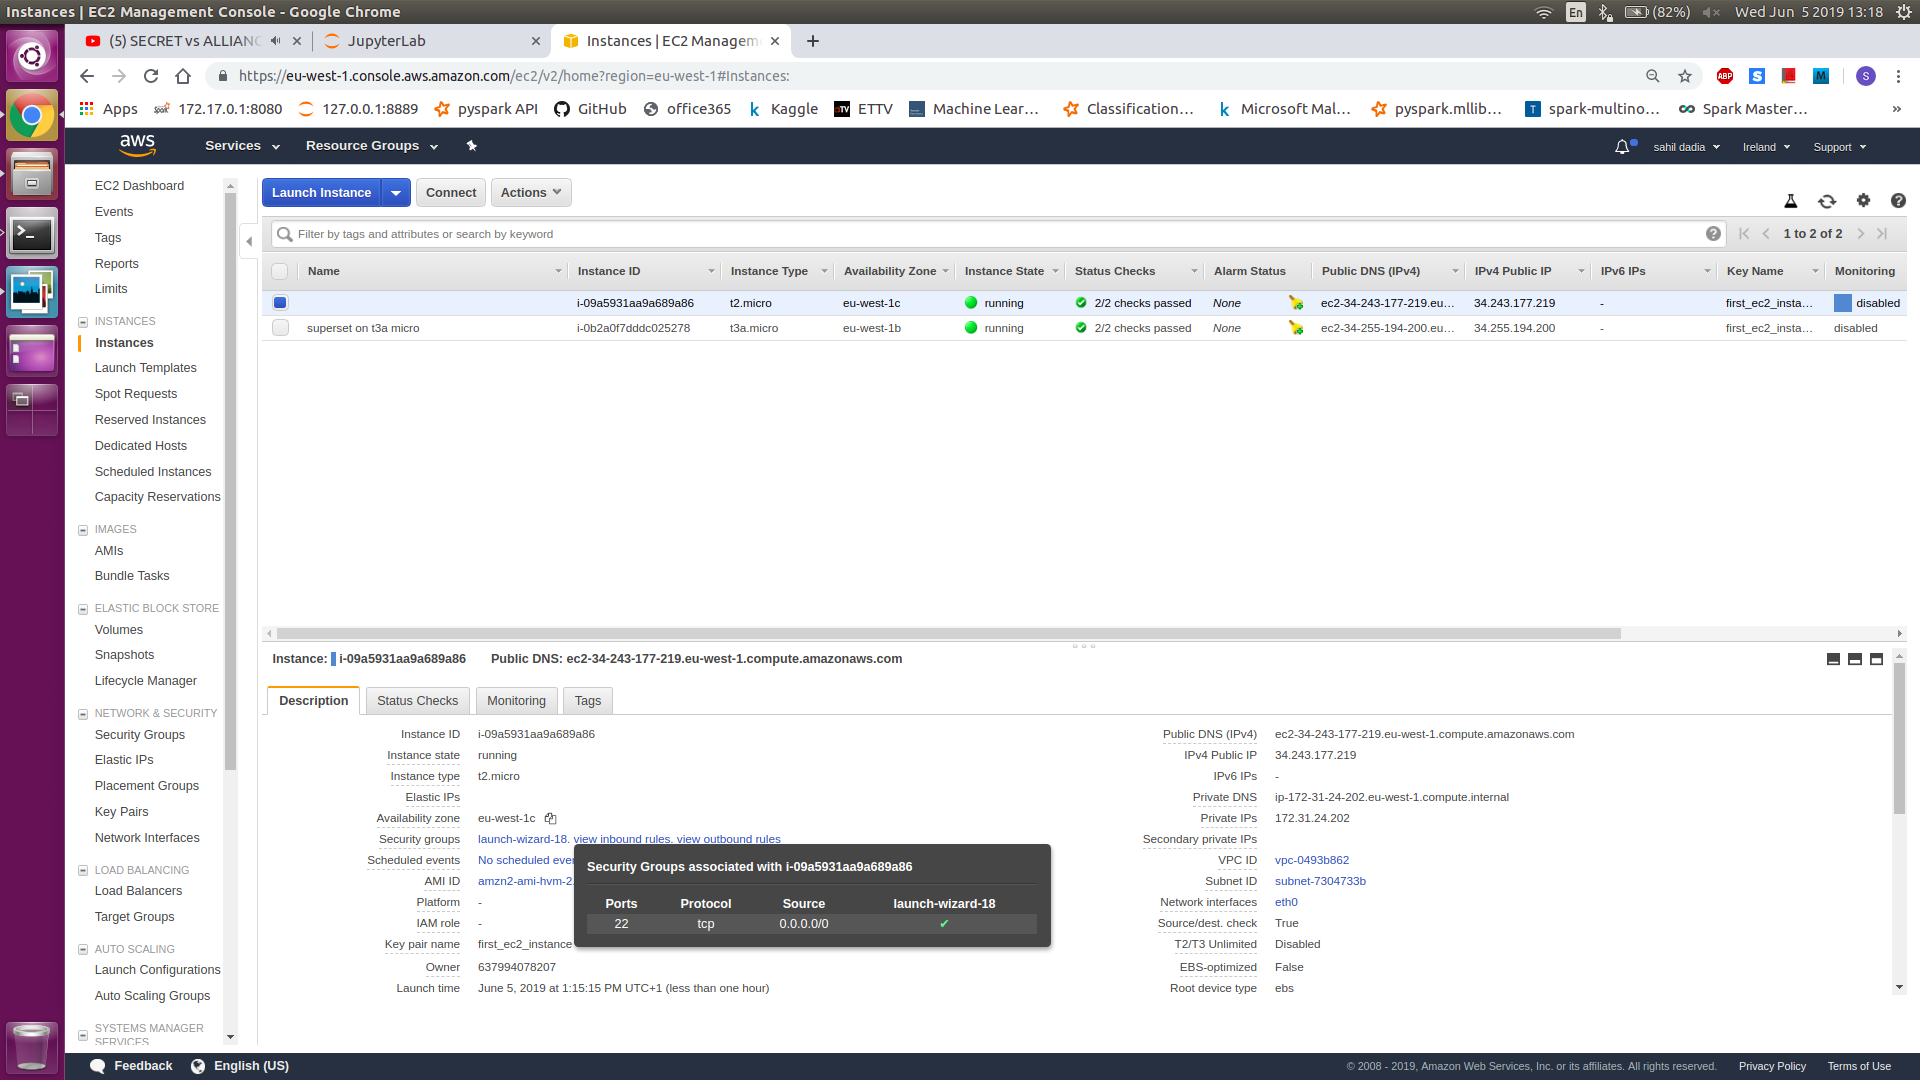 Instances | EC2 Management Console - Google Chrome
En
(82%)
Wed Jun 5 2019 13:18
(5) SECRET vs ALLIANC
JupyterLab
Instances | EC2 Managem
https://eu-west-1.console.aws.amazon.com/ec2/v2/home?region=eu-west-1#Instances:
ABP
S
M
S
Apps
172.17.0.1:8080
127.0.0.1:8889
pyspark API
GitHub
office365
Kaggle
ETTV
Machine Lear…
Classification…
Microsoft Mal…
pyspark.mllib…
spark-multino…
Spark Master…
»
aws
Services
Resource Groups
sahil dadia
Ireland
Support
EC2 Dashboard
Events
Tags
Reports
Limits
INSTANCES
Instances
Launch Templates
Spot Requests
Reserved Instances
Dedicated Hosts
Scheduled Instances
Capacity Reservations
IMAGES
AMIs
Bundle Tasks
ELASTIC BLOCK STORE
Volumes
Snapshots
Lifecycle Manager
NETWORK & SECURITY
Security Groups
Elastic IPs
Placement Groups
Key Pairs
Network Interfaces
LOAD BALANCING
Load Balancers
Target Groups
AUTO SCALING
Launch Configurations
Auto Scaling Groups
SYSTEMS MANAGER
SERVICES
Launch Instance
Connect
Actions
Filter by tags and attributes or search by keyword
1 to 2 of 2
Name Instance ID Instance Type Availability Zone Instance State Status Checks Alarm Status Public DNS (IPv4) IPv4 Public IP IPv6 IPs Key Name Monitoring
i-09a5931aa9a689a86 t2.micro eu-west-1c running 2/2 checks passed None ec2-34-243-177-219.eu… 34.243.177.219 - first_ec2_insta… disabled
superset on t3a micro i-0b2a0f7dddc025278 t3a.micro eu-west-1b running 2/2 checks passed None ec2-34-255-194-200.eu… 34.255.194.200 - first_ec2_insta… disabled
Instance: i-09a5931aa9a689a86 Public DNS: ec2-34-243-177-219.eu-west-1.compute.amazonaws.com
Description
Status Checks
Monitoring
Tags
Instance ID i-09a5931aa9a689a86
Instance state running
Instance type t2.micro
Elastic IPs
Availability zone eu-west-1c
Security groups launch-wizard-18. view inbound rules. view outbound rules
Scheduled events No scheduled even
AMI ID amzn2-ami-hvm-2.
Platform -
IAM role -
Key pair name first_ec2_instance
Owner 637994078207
Launch time June 5, 2019 at 1:15:15 PM UTC+1 (less than one hour)
Security Groups associated with i-09a5931aa9a689a86
Ports Protocol Source launch-wizard-18
22 tcp 0.0.0.0/0 ✔
Public DNS (IPv4) ec2-34-243-177-219.eu-west-1.compute.amazonaws.com
IPv4 Public IP 34.243.177.219
IPv6 IPs -
Private DNS ip-172-31-24-202.eu-west-1.compute.internal
Private IPs 172.31.24.202
Secondary private IPs
VPC ID vpc-0493b862
Subnet ID subnet-7304733b
Network interfaces eth0
Source/dest. check True
T2/T3 Unlimited Disabled
EBS-optimized False
Root device type ebs
Feedback
English (US)
© 2008 - 2019, Amazon Web Services, Inc. or its affiliates. All rights reserved.
Privacy Policy
Terms of Use